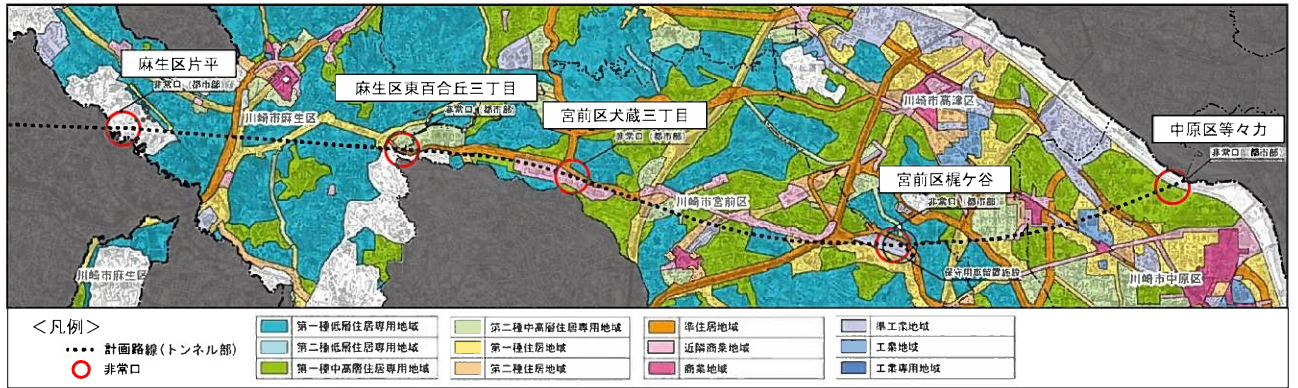 麻生区片平
非常口（都市部）
麻生区東百合丘三丁目
非常口（都市部）
宮前区犬蔵三丁目
非常口（都市部）
川崎市高津区
中原区等々力
非常口（都市部）
川崎市麻生区
宮前区梶ケ谷
非常口（都市部）
川崎市宮前区
川崎市麻生区
保守用車留置施設
川崎市中原区
＜凡例＞
計画路線（トンネル部）
非常口
第一種低層住居専用地域
第二種低層住居専用地域
第一種中高層住居専用地域
第二種中高層住居専用地域
第一種住居地域
第二種住居地域
準住居地域
近隣商業地域
商業地域
準工業地域
工業地域
工業専用地域